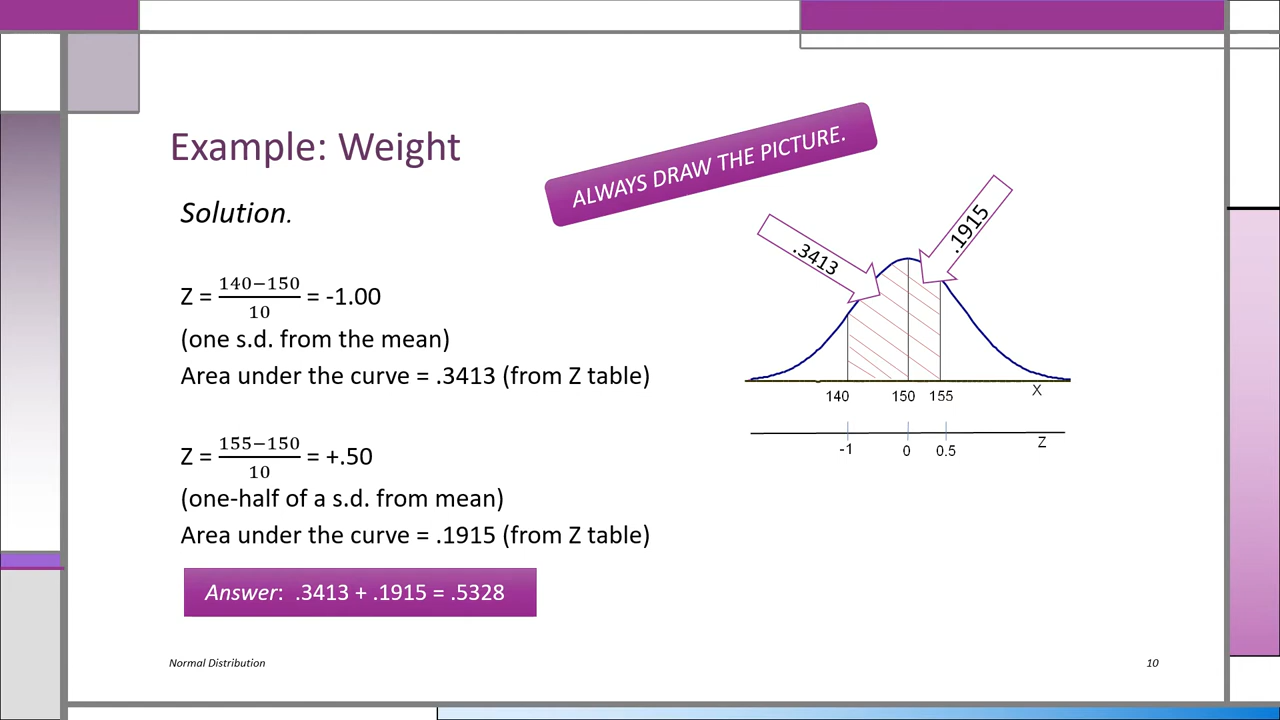 Example: Weight
ALWAYS DRAW THE PICTURE.
Solution.
Z = \frac{140−150}{10} = -1.00
(one s.d. from the mean)
Area under the curve = .3413 (from Z table)
Z = \frac{155−150}{10} = +.50
(one-half of a s.d. from mean)
Area under the curve = .1915 (from Z table)
Answer: .3413 + .1915 = .5328
.3413
.1915
140 150 155 X
-1 0 0.5 Z
Normal Distribution
10